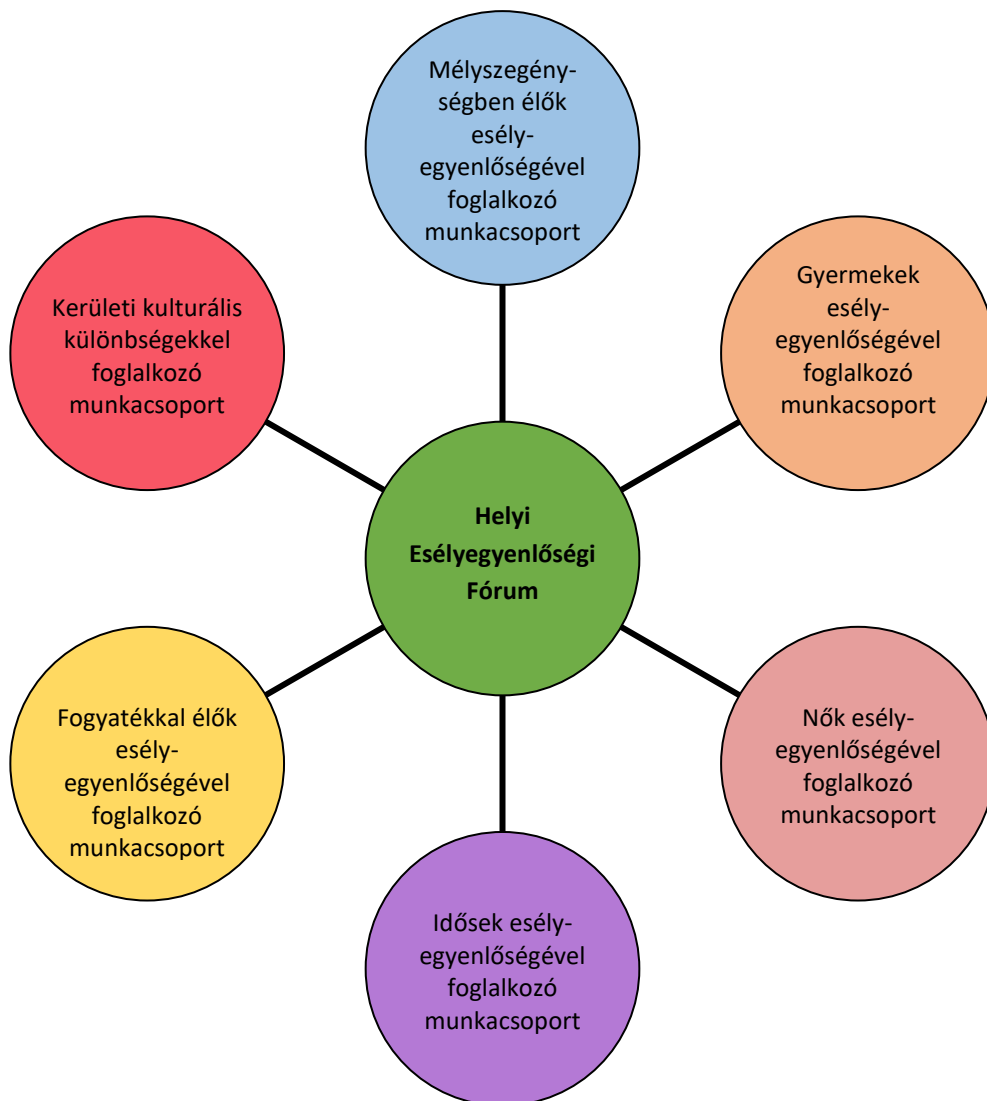 Mélyszegény-
ségben élők
esély-
egyenlőségével
foglalkozó
munkacsoport
Kerületi kulturális
különbségekkel
foglalkozó
munkacsoport
Gyermekek
esély-
egyenlőségével
foglalkozó
munkacsoport
Helyi
Esélyegyenlőségi
Fórum
Fogyatékkal élők
esély-
egyenlőségével
foglalkozó
munkacsoport
Nők esély-
egyenlőségével
foglalkozó
munkacsoport
Idősek esély-
egyenlőségével
foglalkozó
munkacsoport